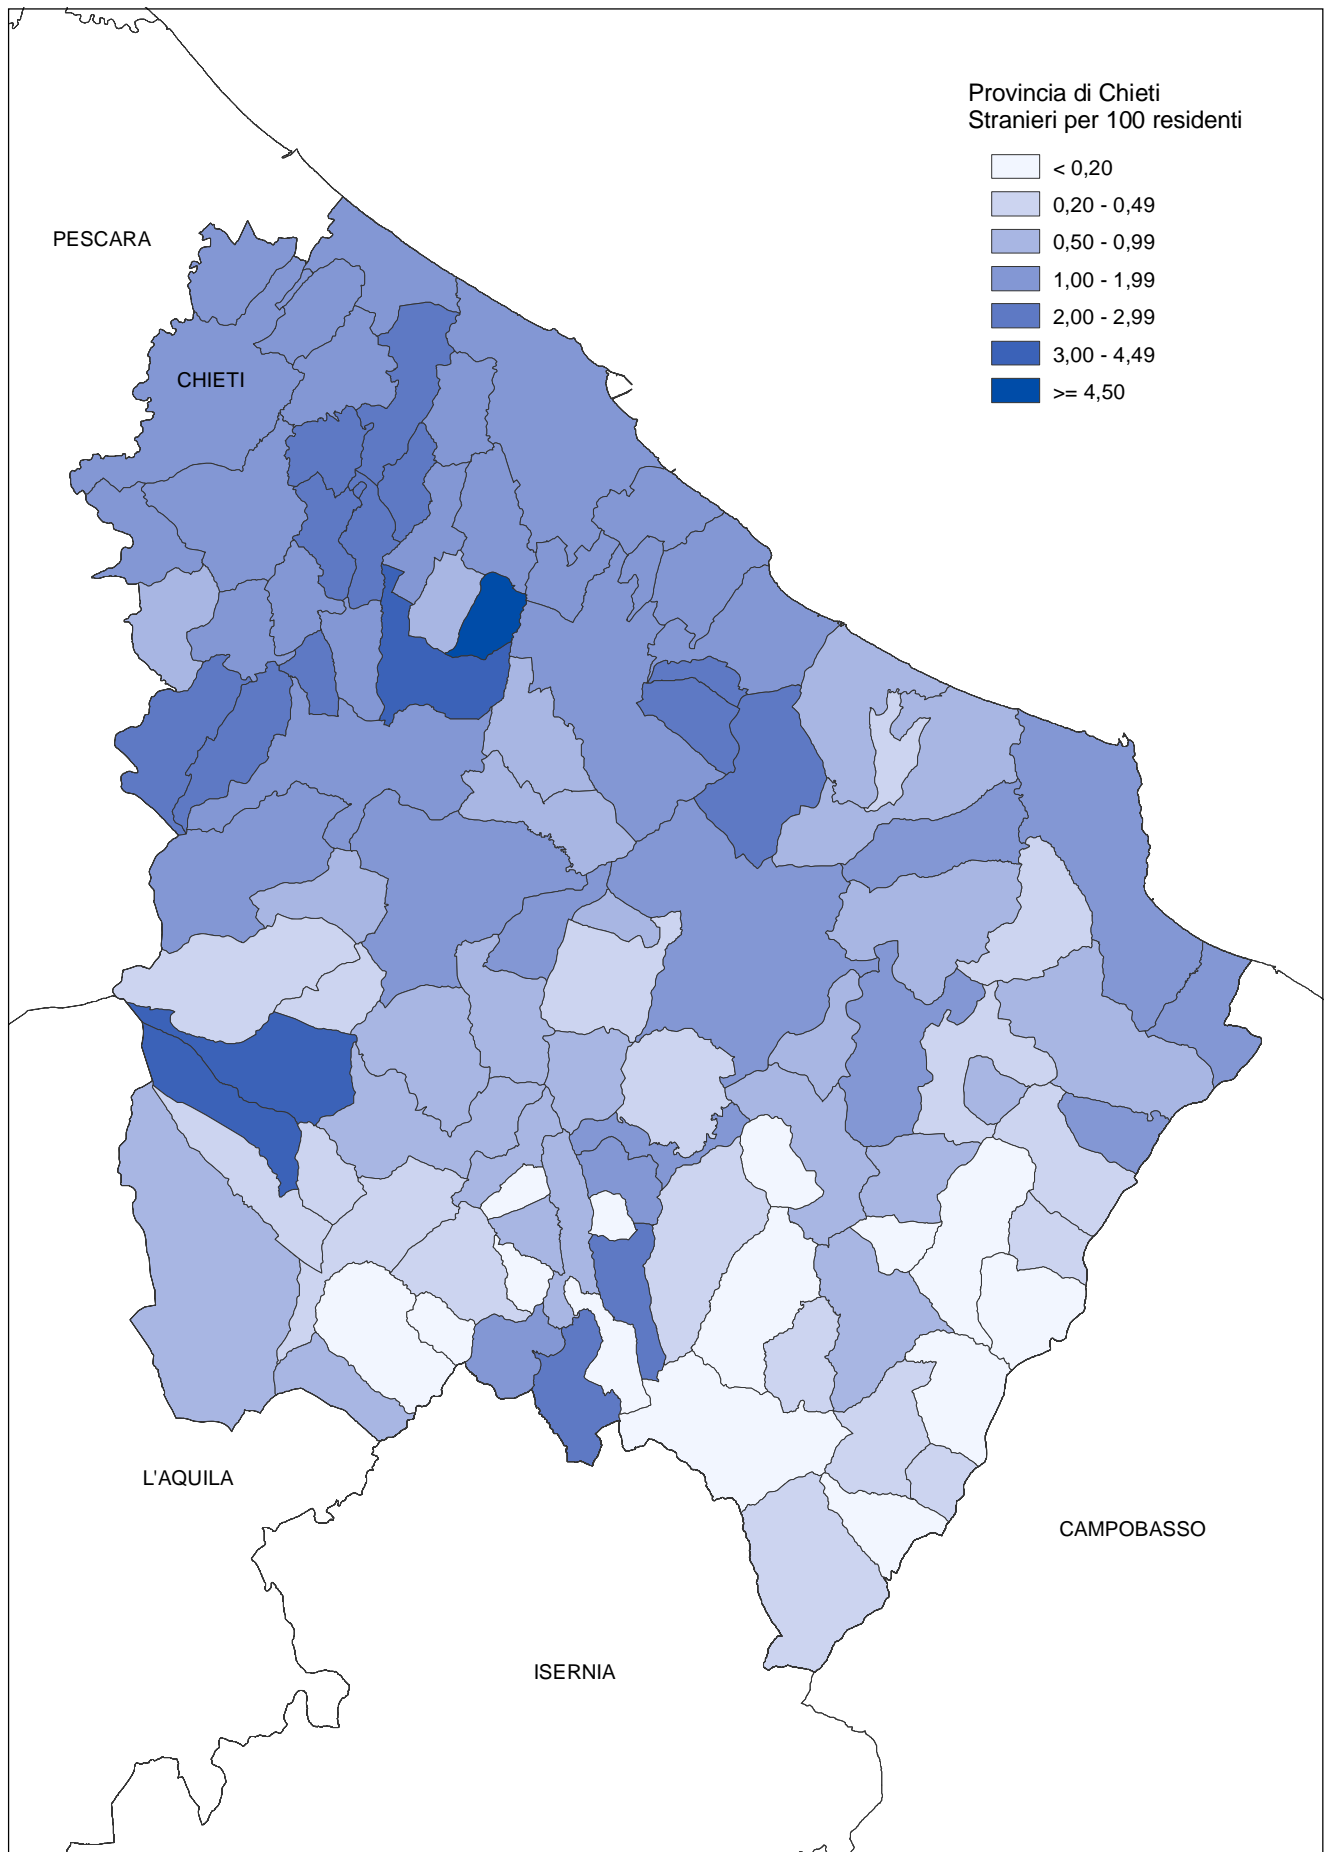 Provincia di Chieti
Stranieri per 100 residenti
< 0,20
0,20 - 0,49
0,50 - 0,99
1,00 - 1,99
2,00 - 2,99
3,00 - 4,49
>= 4,50
PESCARA
CHIETI
L'AQUILA
CAMPOBASSO
ISERNIA